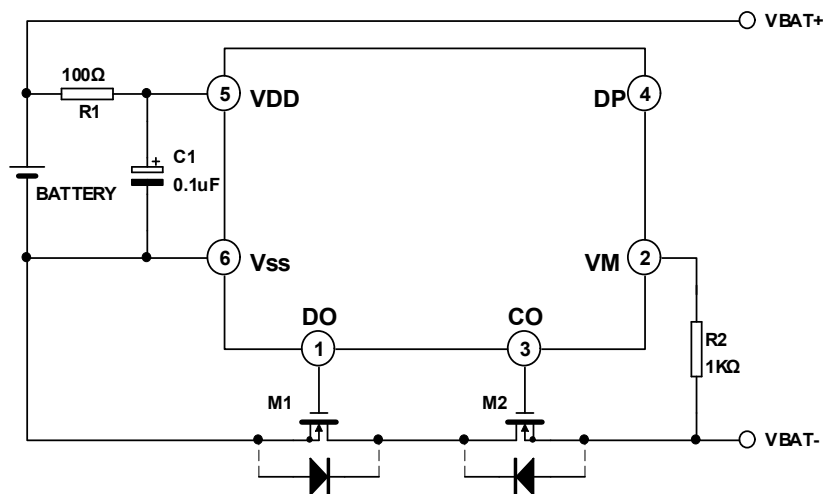 VBAT+
100Ω
R1
5
VDD
DP
4
+
C1
0.1uF
BATTERY
6
Vss
VM
2
DO
CO
1
3
R2
1KΩ
M1
M2
VBAT-